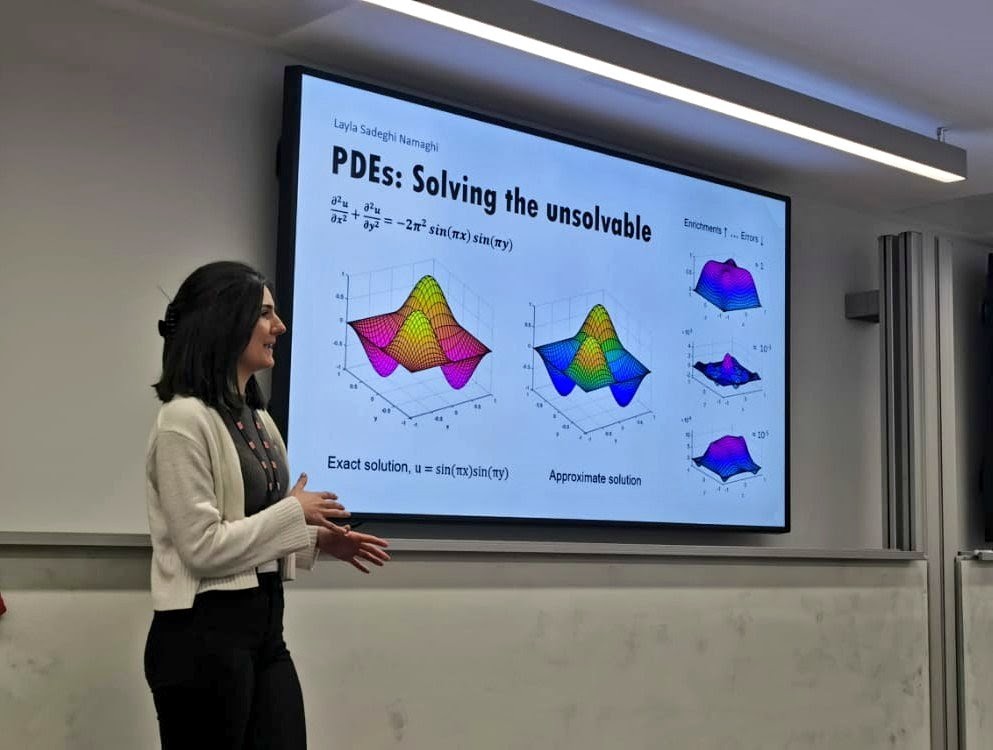 Layla Sadeghi Namaghi
PDEs: Solving the unsolvable
∂²u/∂x² + ∂²u/∂y² = −2π² sin(πx) sin(πy)
Enrichments ↑ ... Errors ↓
Exact solution, u = sin(πx)sin(πy)
Approximate solution